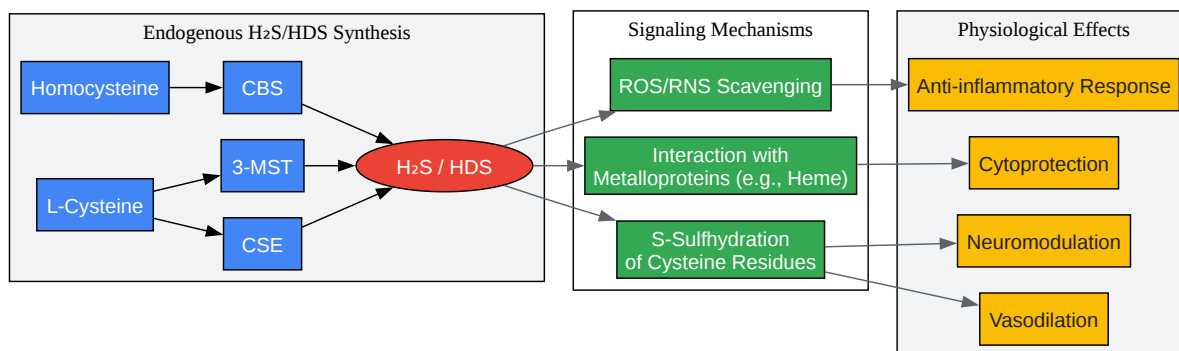 Endogenous H₂S/HDS Synthesis
Homocysteine
CBS
3-MST
L-Cysteine
CSE
H₂S / HDS
Signaling Mechanisms
ROS/RNS Scavenging
Interaction with
Metalloproteins (e.g., Heme)
S-Sulfhydration
of Cysteine Residues
Physiological Effects
Anti-inflammatory Response
Cytoprotection
Neuromodulation
Vasodilation